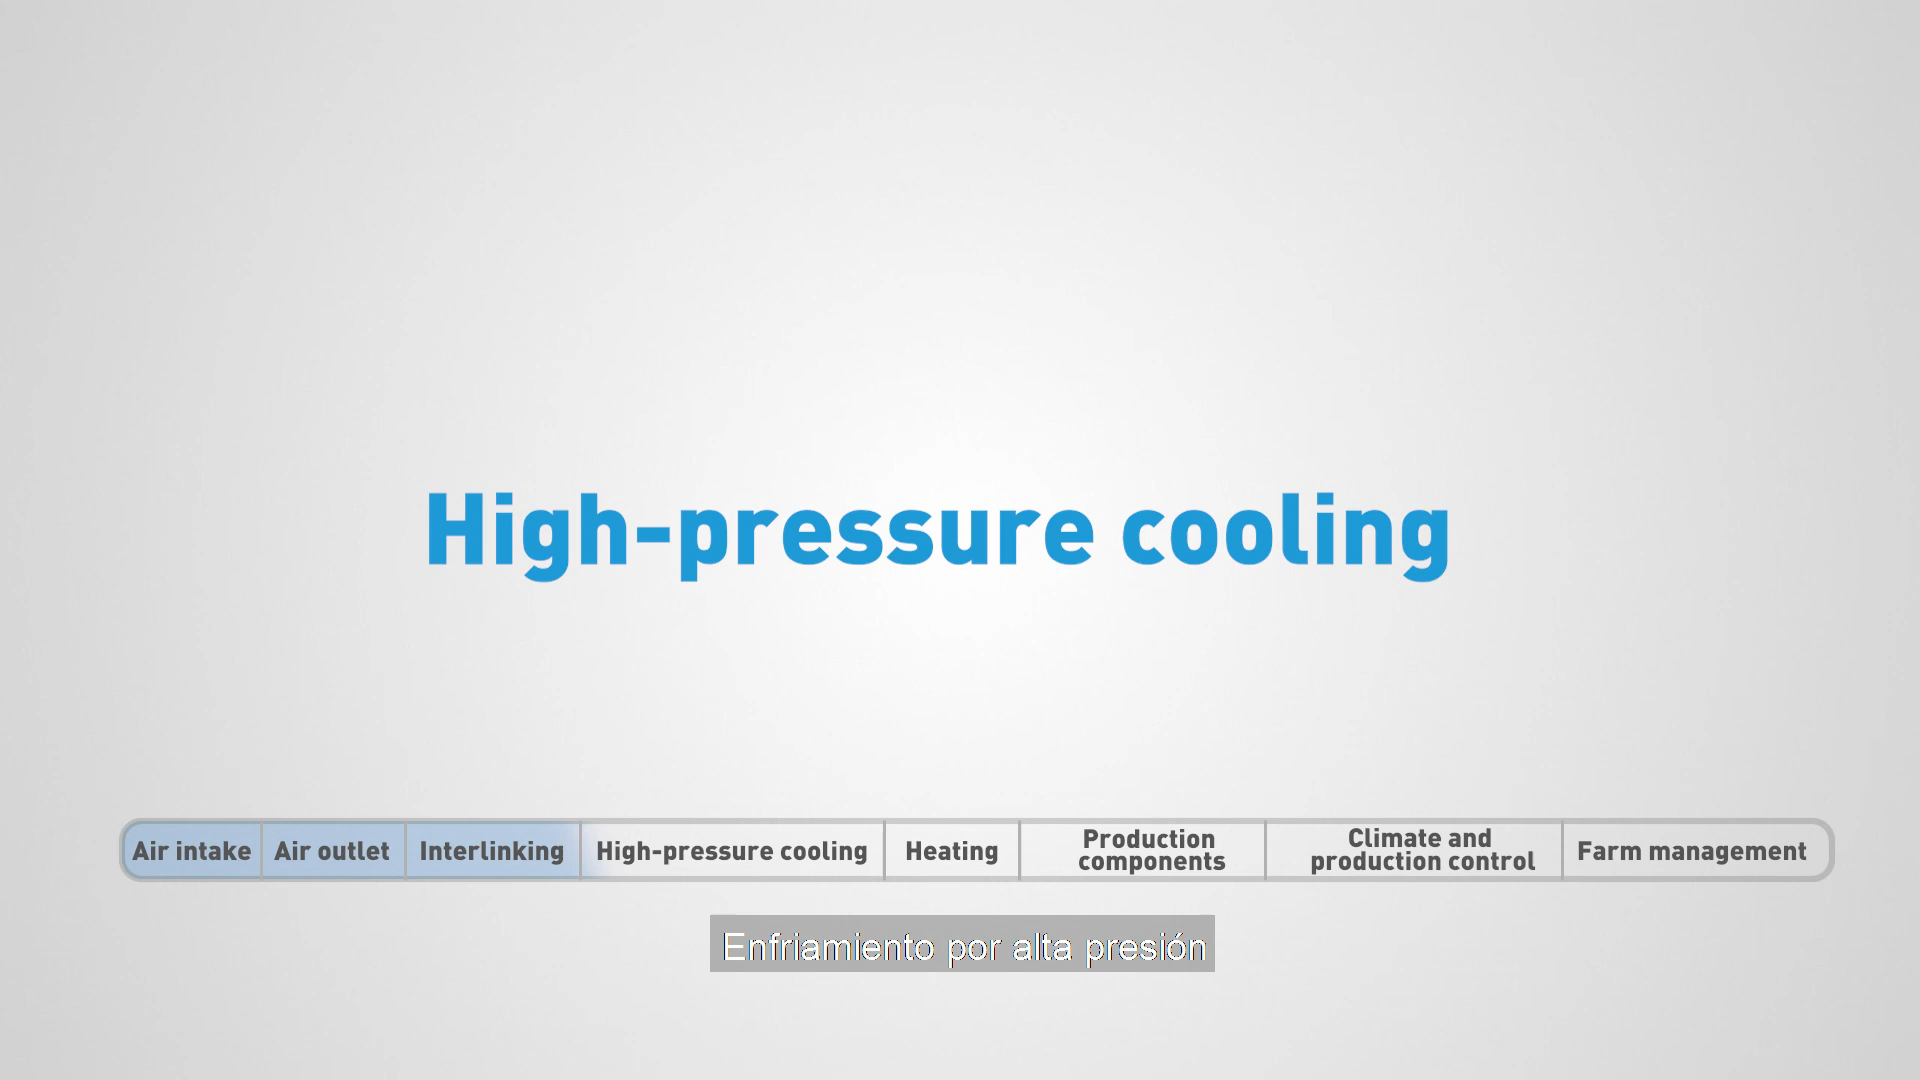 High-pressure cooling
Air intake
Air outlet
Interlinking
High-pressure cooling
Heating
Production
components
Climate and
production control
Farm management
Enfriamiento por alta presión